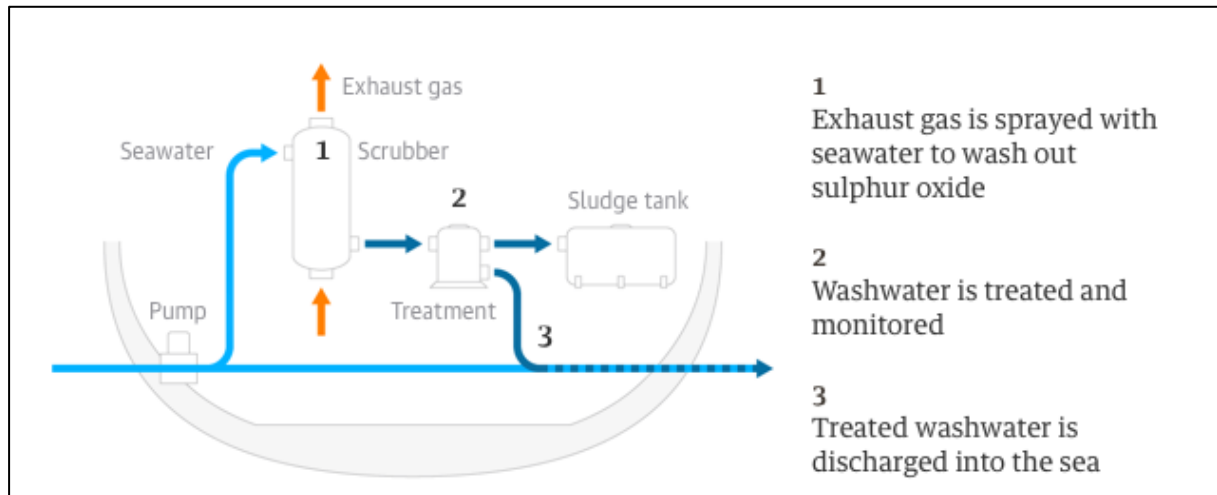 Exhaust gas
Seawater
1
Scrubber
2
Sludge tank
Pump
Treatment
3
1
Exhaust gas is sprayed with
seawater to wash out
sulphur oxide
2
Washwater is treated and
monitored
3
Treated washwater is
discharged into the sea